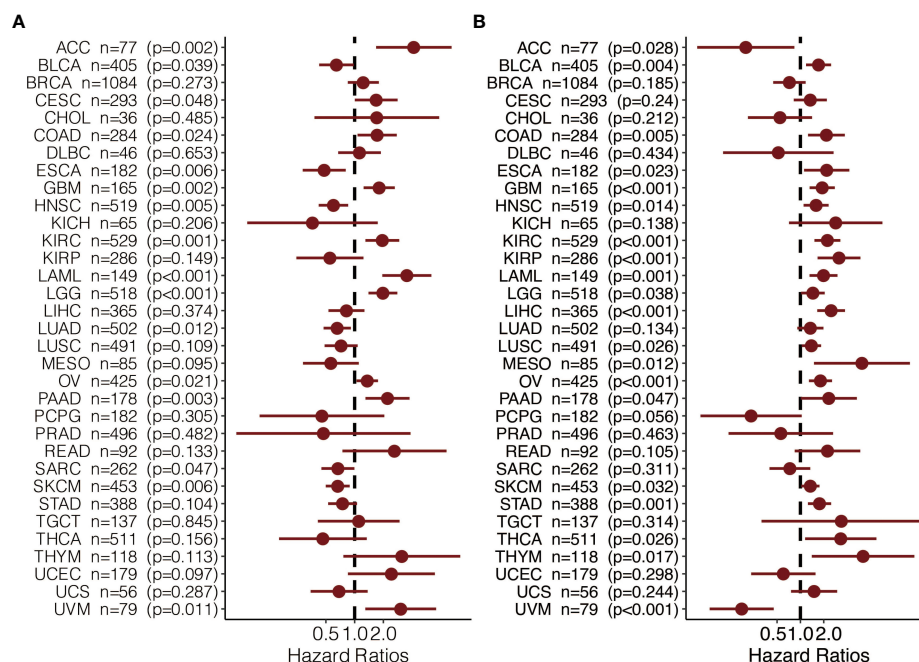 A
ACC n=77 (p=0.002)
BLCA n=405 (p=0.039)
BRCA n=1084 (p=0.273)
CESC n=293 (p=0.048)
CHOL n=36 (p=0.485)
COAD n=284 (p=0.024)
DLBC n=46 (p=0.653)
ESCA n=182 (p=0.006)
GBM n=165 (p=0.002)
HNSC n=519 (p=0.005)
KICH n=65 (p=0.206)
KIRC n=529 (p=0.001)
KIRP n=286 (p=0.149)
LAML n=149 (p<0.001)
LGG n=518 (p<0.001)
LIHC n=365 (p=0.374)
LUAD n=502 (p=0.012)
LUSC n=491 (p=0.109)
MESO n=85 (p=0.095)
OV n=425 (p=0.021)
PAAD n=178 (p=0.003)
PCPG n=182 (p=0.305)
PRAD n=496 (p=0.482)
READ n=92 (p=0.133)
SARC n=262 (p=0.047)
SKCM n=453 (p=0.006)
STAD n=388 (p=0.104)
TGCT n=137 (p=0.845)
THCA n=511 (p=0.156)
THYM n=118 (p=0.113)
UCEC n=179 (p=0.097)
UCS n=56 (p=0.287)
UVM n=79 (p=0.011)
0.5 1.0 2.0
Hazard Ratios
B
ACC n=77 (p=0.028)
BLCA n=405 (p=0.004)
BRCA n=1084 (p=0.185)
CESC n=293 (p=0.24)
CHOL n=36 (p=0.212)
COAD n=284 (p=0.005)
DLBC n=46 (p=0.434)
ESCA n=182 (p=0.023)
GBM n=165 (p<0.001)
HNSC n=519 (p=0.014)
KICH n=65 (p=0.138)
KIRC n=529 (p<0.001)
KIRP n=286 (p<0.001)
LAML n=149 (p=0.001)
LGG n=518 (p=0.038)
LIHC n=365 (p<0.001)
LUAD n=502 (p=0.134)
LUSC n=491 (p=0.026)
MESO n=85 (p=0.012)
OV n=425 (p<0.001)
PAAD n=178 (p=0.047)
PCPG n=182 (p=0.056)
PRAD n=496 (p=0.463)
READ n=92 (p=0.105)
SARC n=262 (p=0.311)
SKCM n=453 (p=0.032)
STAD n=388 (p=0.001)
TGCT n=137 (p=0.314)
THCA n=511 (p=0.026)
THYM n=118 (p=0.017)
UCEC n=179 (p=0.298)
UCS n=56 (p=0.244)
UVM n=79 (p<0.001)
0.5 1.0 2.0
Hazard Ratios